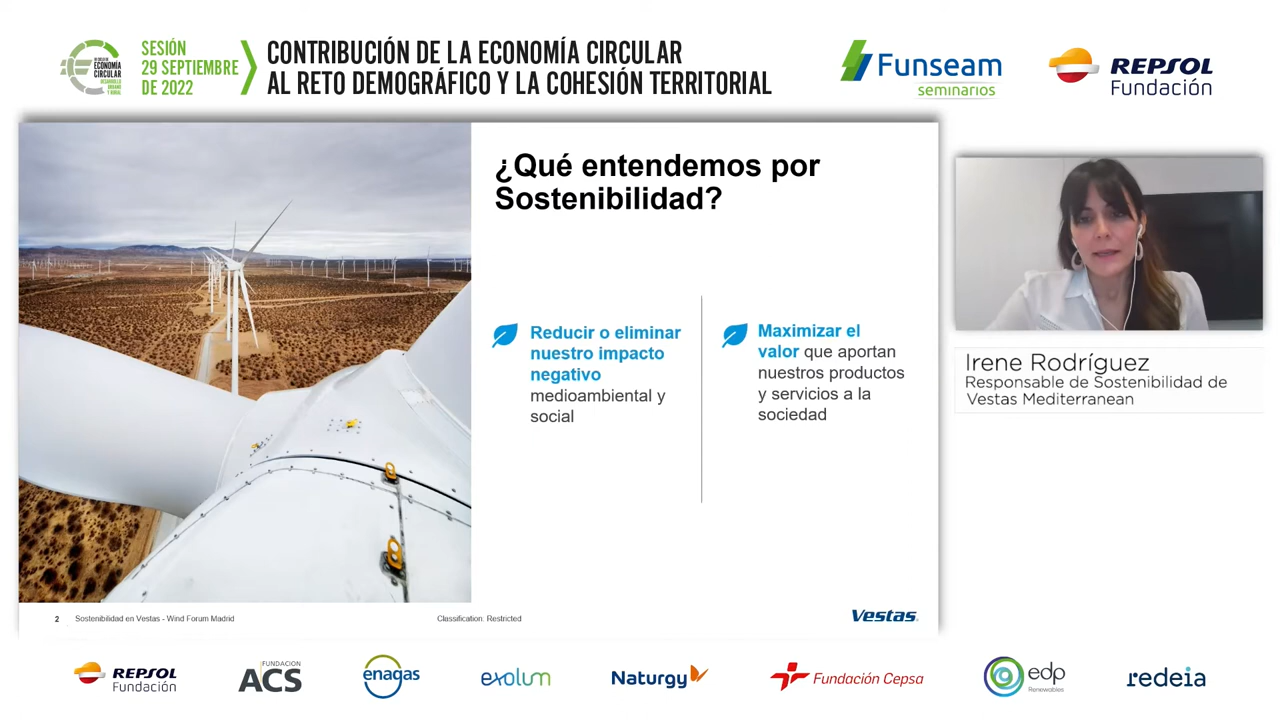 SESIÓN
29 SEPTIEMBRE
DE 2022
CONTRIBUCIÓN DE LA ECONOMÍA CIRCULAR
AL RETO DEMOGRÁFICO Y LA COHESIÓN TERRITORIAL
ECONOMÍA
CIRCULAR
Funseam
seminarios
REPSOL
Fundación
¿Qué entendemos por
Sostenibilidad?
Reducir o eliminar
nuestro impacto
negativo
medioambiental y
social
Maximizar el
valor que aportan
nuestros productos
y servicios a la
sociedad
2 Sostenibilidad en Vestas - Wind Forum Madrid
Classification: Restricted
Vestas
Irene Rodríguez
Responsable de Sostenibilidad de
Vestas Mediterranean
REPSOL
Fundación
FUNDACIÓN
ACS
enagas
exolum
Naturgy
Fundación Cepsa
edp
Renewables
redeia